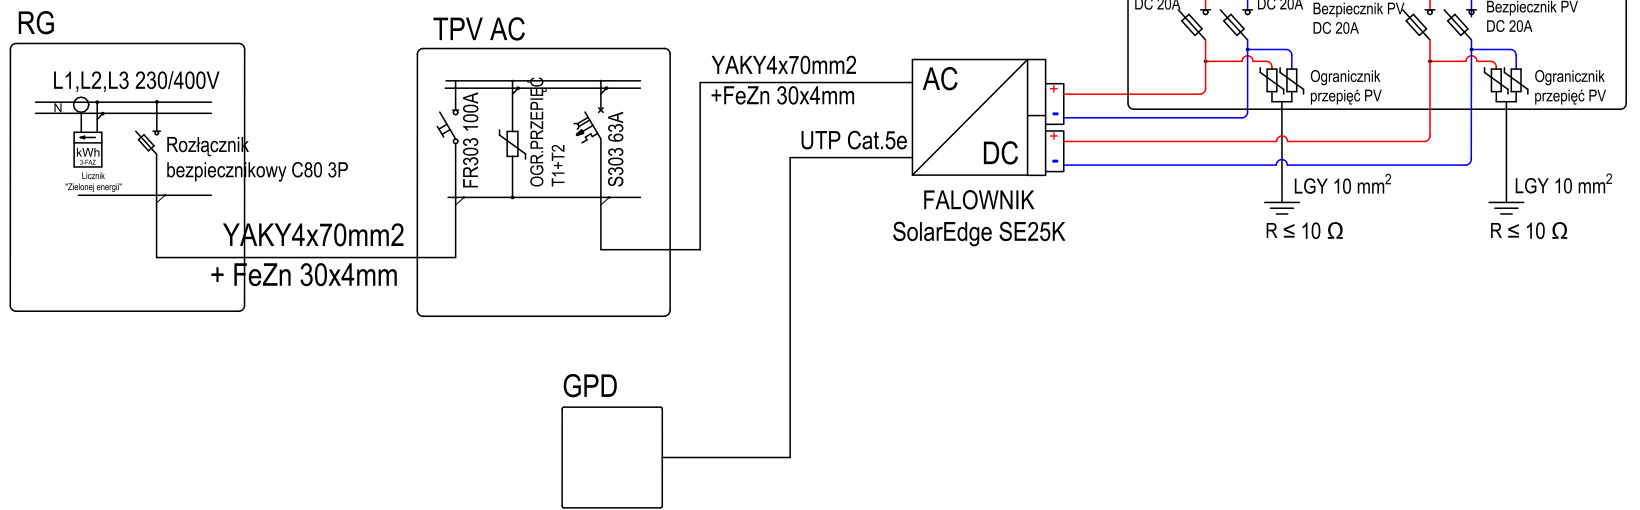 RG
L1,L2,L3 230/400V
N
kWh
3-FAZ
Licznik
"Zielonej energii"
Rozłącznik
bezpiecznikowy C80 3P
YAKY4x70mm2
+ FeZn 30x4mm
TPV AC
FR303 100A
OGR.PRZEPIĘĆ
T1+T2
S303 63A
YAKY4x70mm2
+FeZn 30x4mm
UTP Cat.5e
GPD
AC
DC
+
-
+
-
FALOWNIK
SolarEdge SE25K
DC 20A
DC 20A
Bezpiecznik PV
DC 20A
Bezpiecznik PV
DC 20A
Ogranicznik
przepięć PV
Ogranicznik
przepięć PV
LGY 10 mm²
R ≤ 10 Ω
LGY 10 mm²
R ≤ 10 Ω